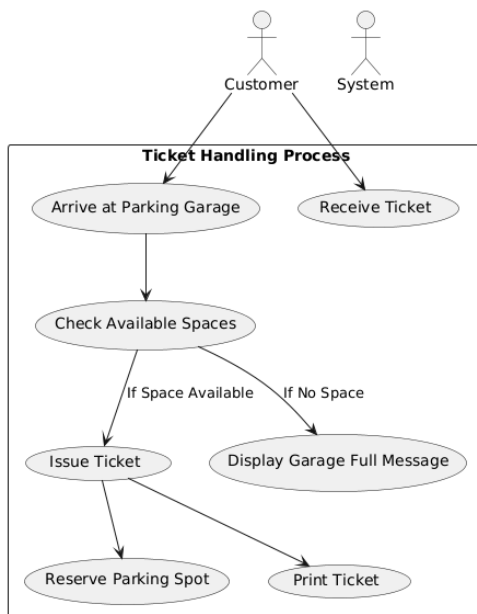 Customer
System
Ticket Handling Process
Arrive at Parking Garage
Receive Ticket
Check Available Spaces
If Space Available
If No Space
Issue Ticket
Display Garage Full Message
Reserve Parking Spot
Print Ticket